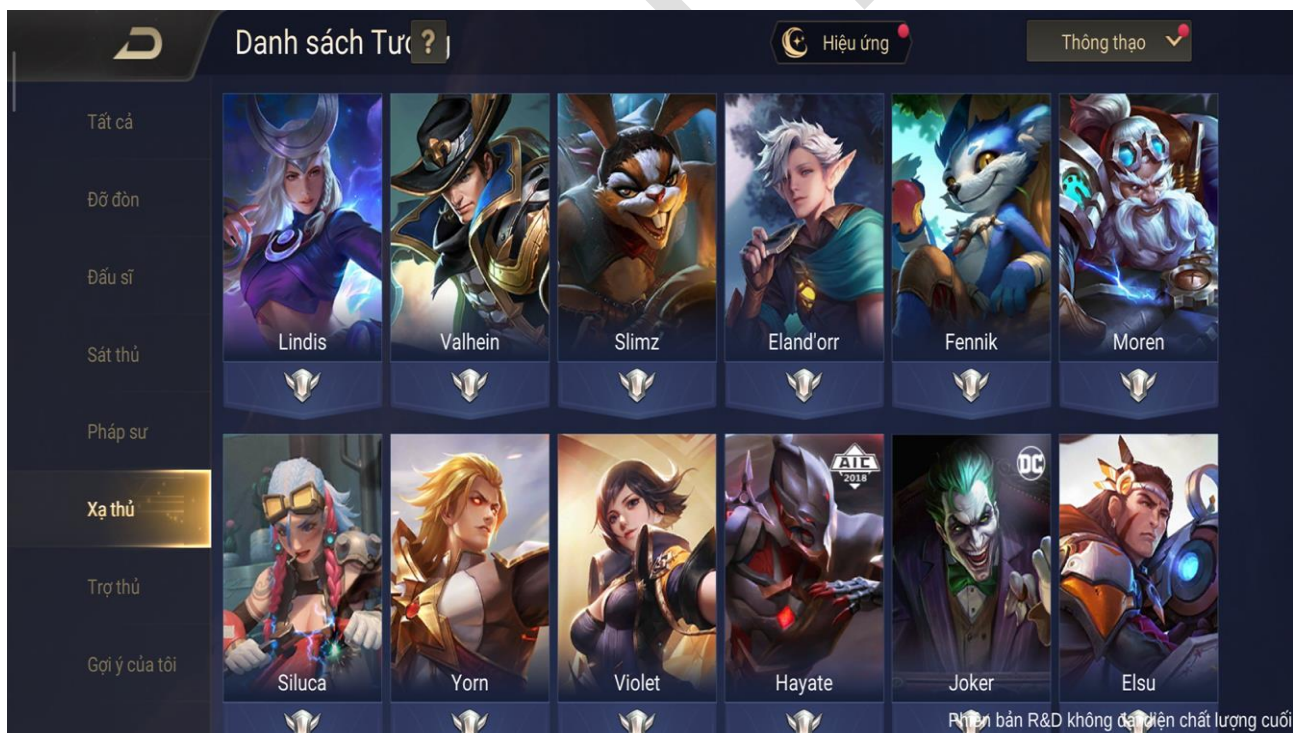 Danh sách Tướng
?
Hiệu ứng
Thông thạo
Tất cả
Đỡ đòn
Đấu sĩ
Sát thủ
Pháp sư
Xạ thủ
Trợ thủ
Gợi ý của tôi
Lindis
Valhein
Slimz
Eland'orr
Fennik
Moren
AIC
2018
DC
Siluca
Yorn
Violet
Hayate
Joker
Elsu
Phiên bản R&D không đại diện chất lượng cuối